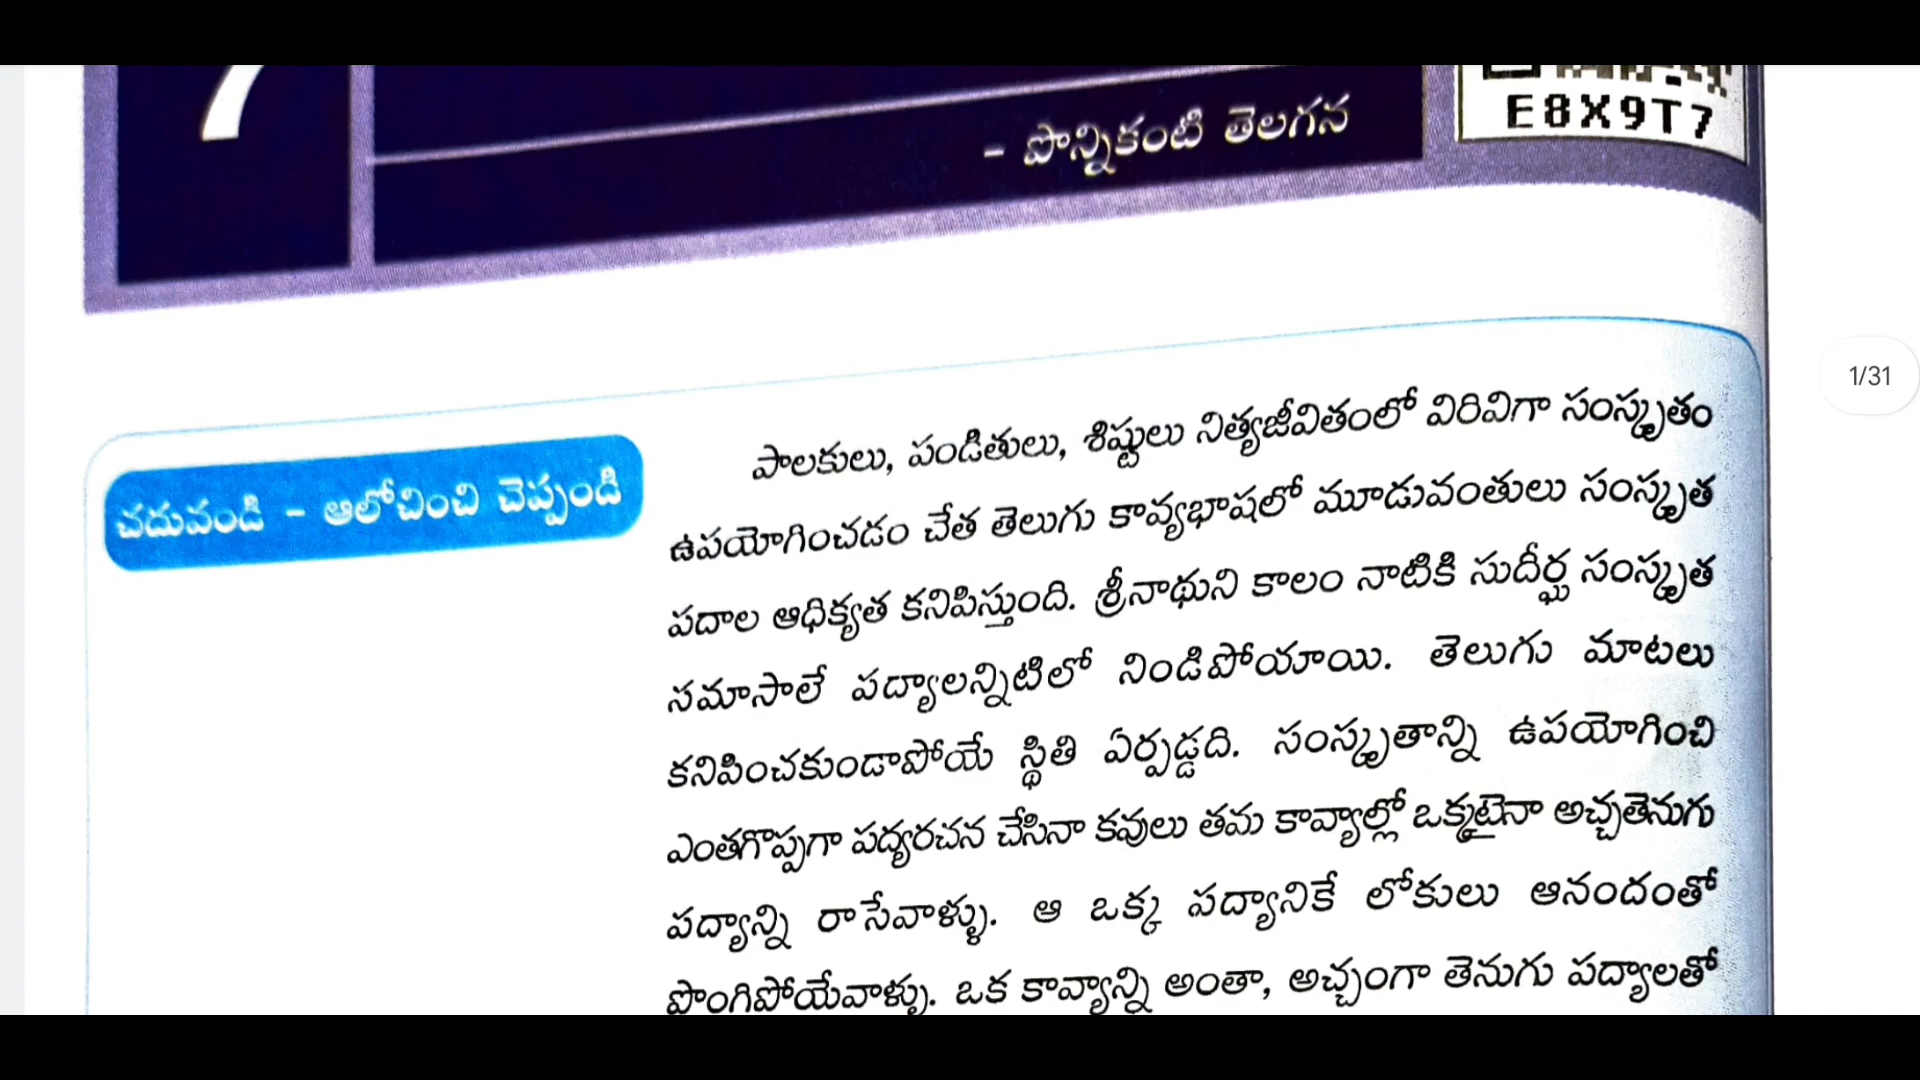 7
E8X9T7
- పొన్నికంటి తెలగన
1/31
చదువండి - ఆలోచించి చెప్పండి
పాలకులు, పండితులు, శిష్టులు నిత్యజీవితంలో విరివిగా సంస్కృతం
ఉపయోగించడం చేత తెలుగు కావ్యభాషలో మూడువంతులు సంస్కృత
పదాల ఆధిక్యత కనిపిస్తుంది. శ్రీనాథుని కాలం నాటికి సుదీర్ఘ సంస్కృత
సమాసాలే పద్యాలన్నిటిలో నిండిపోయాయి. తెలుగు మాటలు
కనిపించకుండాపోయే స్థితి ఏర్పడ్డది. సంస్కృతాన్ని ఉపయోగించి
ఎంతగొప్పగా పద్యరచన చేసినా కవులు తమ కావ్యాల్లో ఒక్కటైనా అచ్చతెనుగు
పద్యాన్ని రాసేవాళ్ళు. ఆ ఒక్క పద్యానికే లోకులు ఆనందంతో
పొంగిపోయేవాళ్ళు. ఒక కావ్యాన్ని అంతా, అచ్చంగా తెనుగు పద్యాలతో